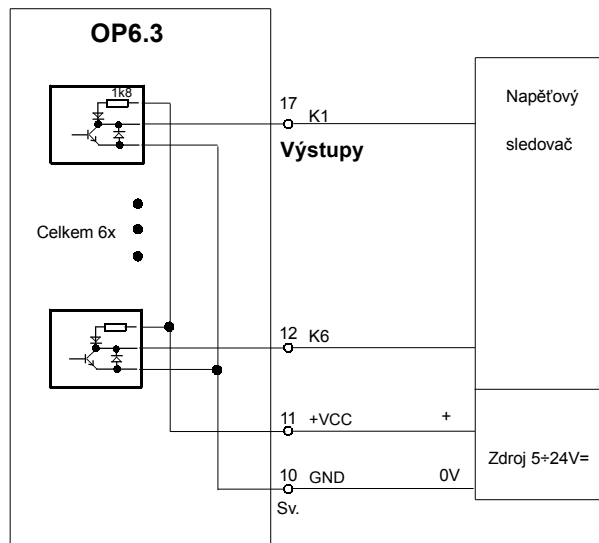 OP6.3
1k8
17
K1
Výstupy
Napěťový
sledovač
Celkem 6x
12
K6
11
+VCC
+
10
GND
0V
Zdroj 5÷24V=
Sv.